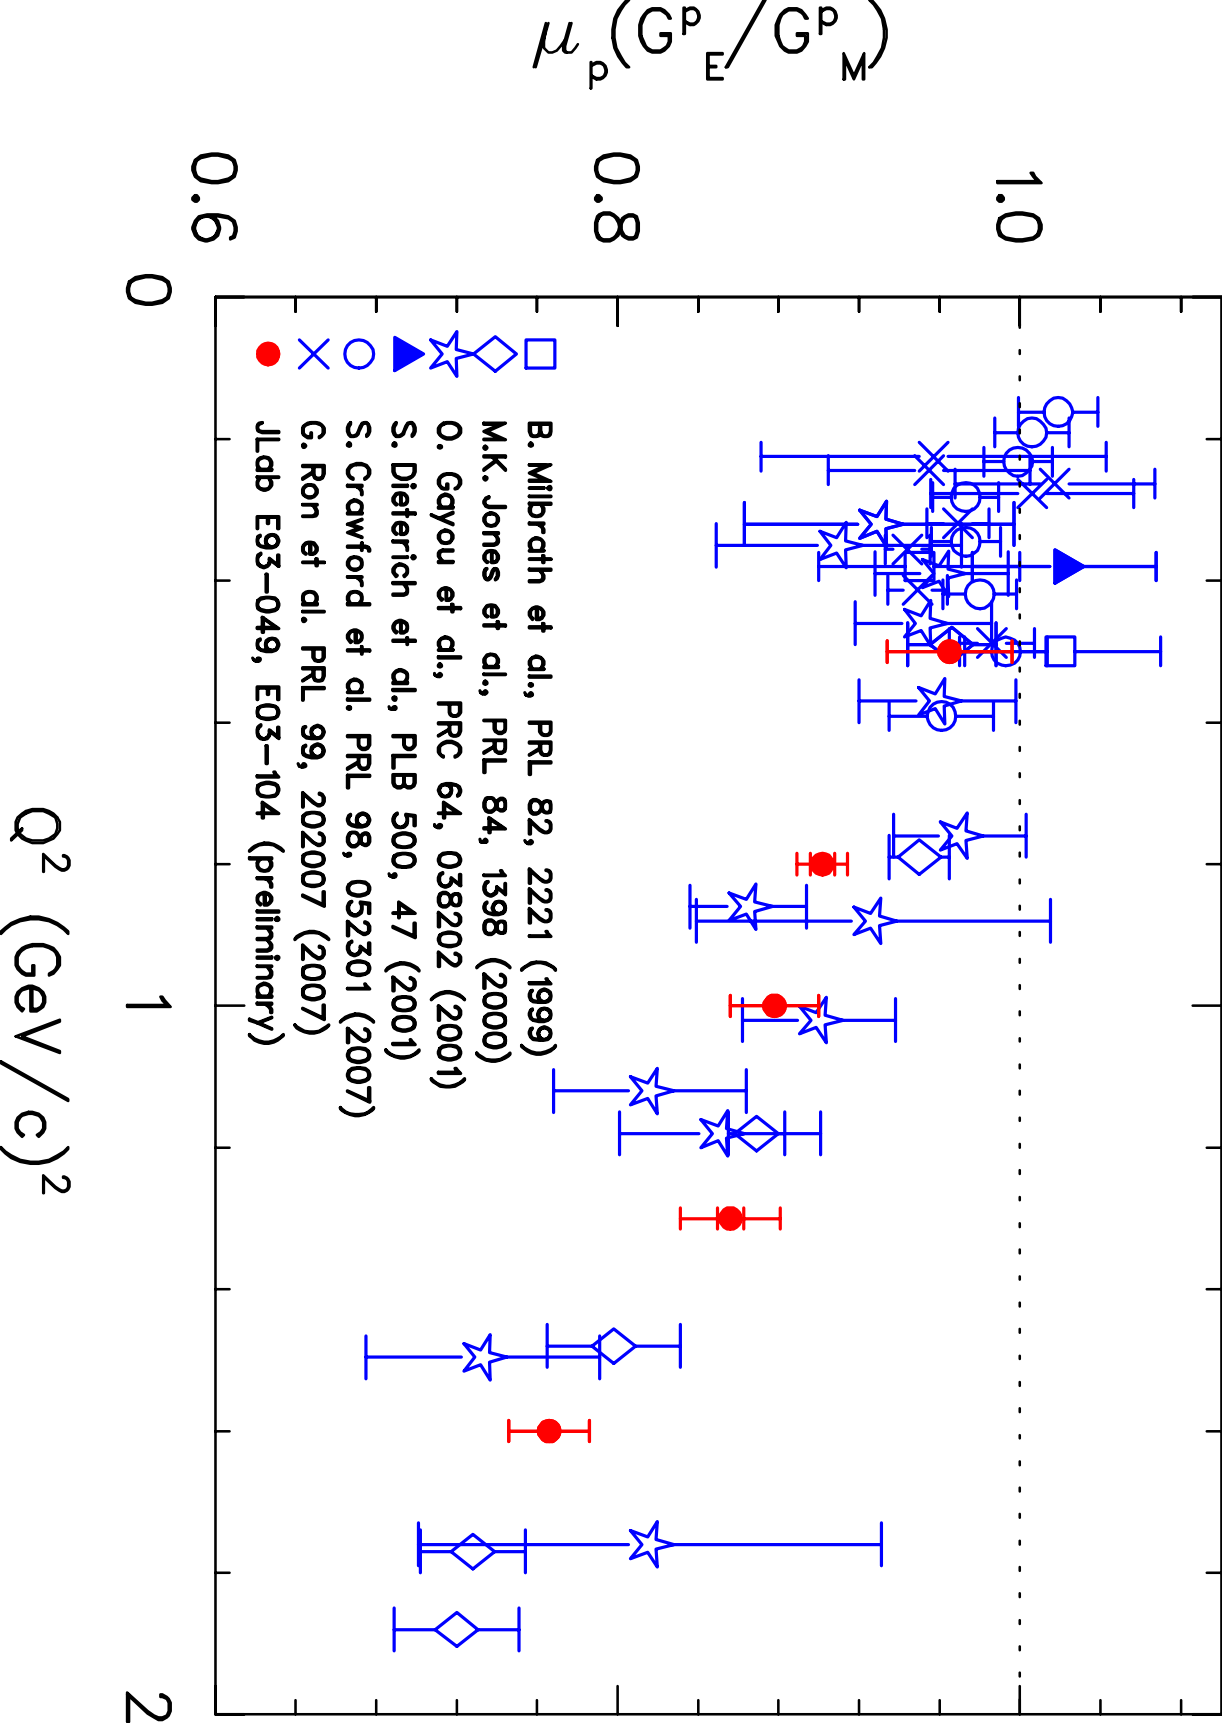 μp(GpE/GpM)
1.0
0.8
0.6
B. Milbrath et al., PRL 82, 2221 (1999)
M.K. Jones et al., PRL 84, 1398 (2000)
O. Gayou et al., PRC 64, 038202 (2001)
S. Dieterich et al., PLB 500, 47 (2001)
S. Crawford et al. PRL 98, 052301 (2007)
G. Ron et al. PRL 99, 202007 (2007)
JLab E93-049, E03-104 (preliminary)
0
1
2
Q² (GeV/c)²